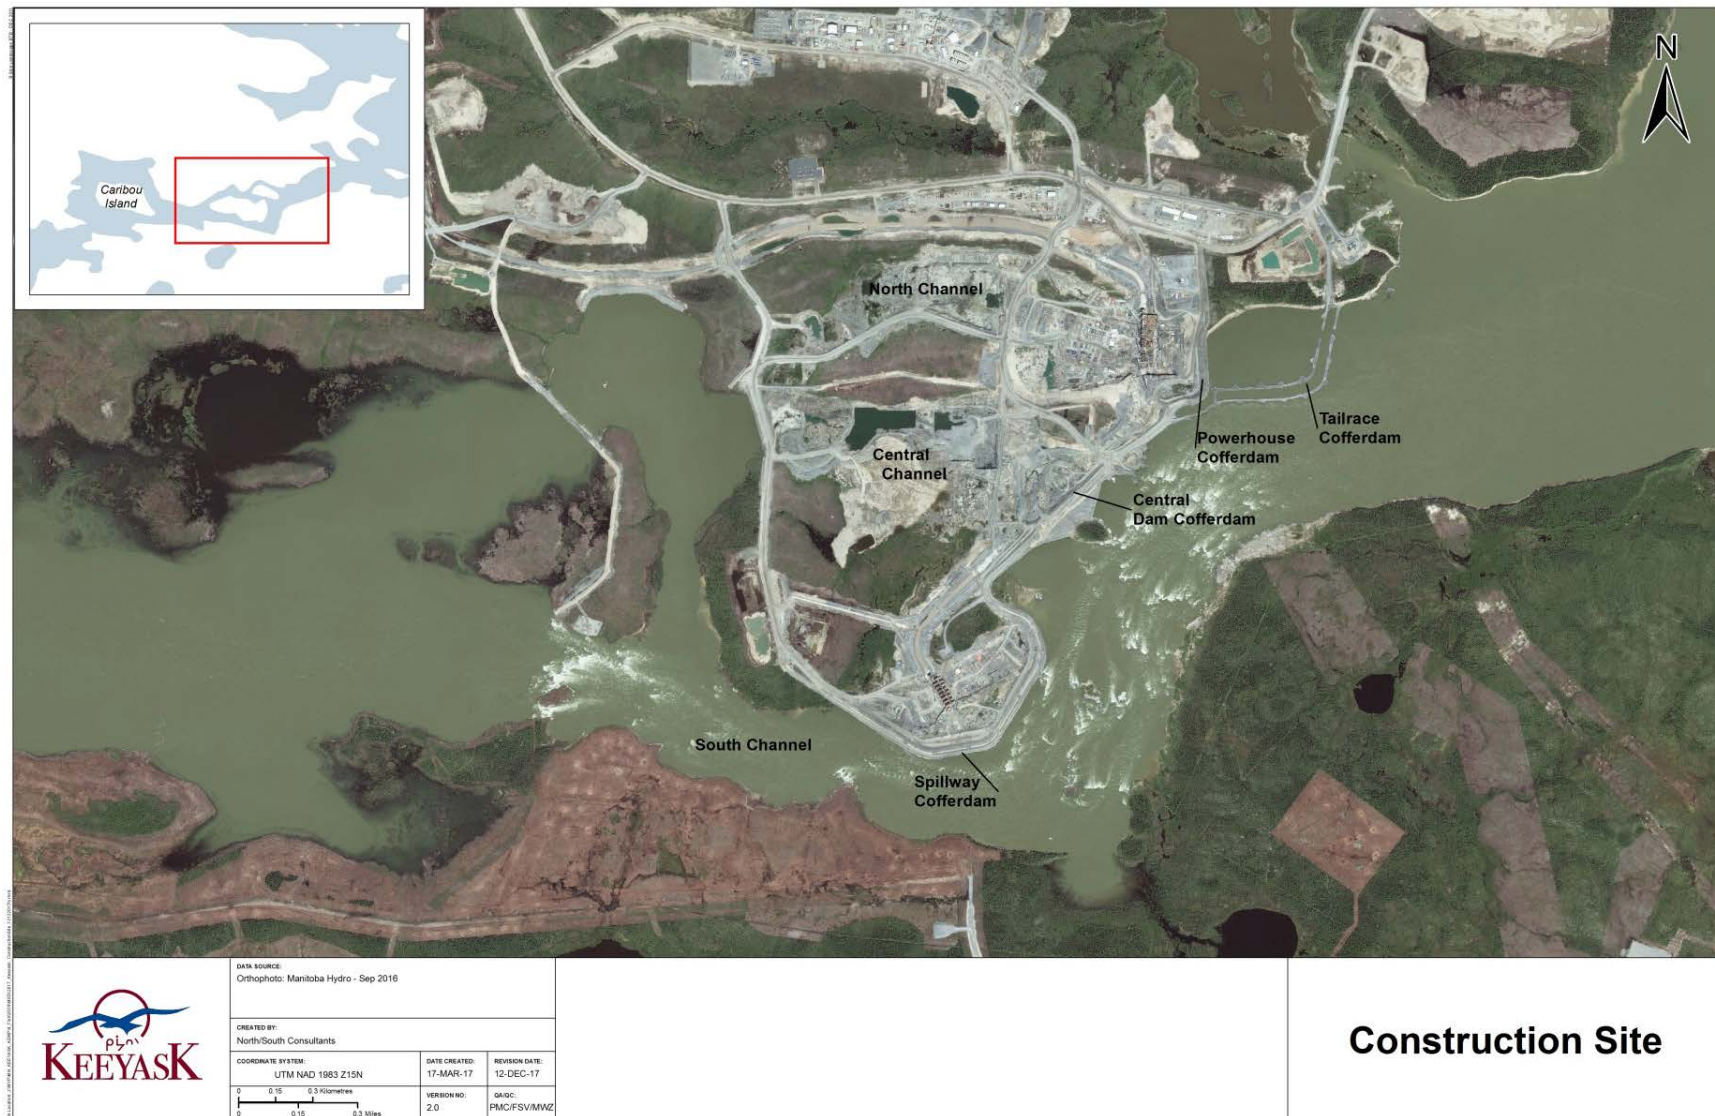 Caribou
Island
N
North Channel
Central
Channel
Powerhouse
Cofferdam
Tailrace
Cofferdam
Central
Dam Cofferdam
South Channel
Spillway
Cofferdam
KEEYASK
DATA SOURCE:
Orthophoto: Manitoba Hydro - Sep 2016
CREATED BY:
North/South Consultants
COORDINATE SYSTEM:
UTM NAD 1983 Z15N
DATE CREATED:
17-MAR-17
REVISION DATE:
12-DEC-17
0 0.15 0.3 Kilometres
0 0.15 0.3 Miles
VERSION NO:
2.0
QA/QC:
PMC/FSV/MWZ
Construction Site